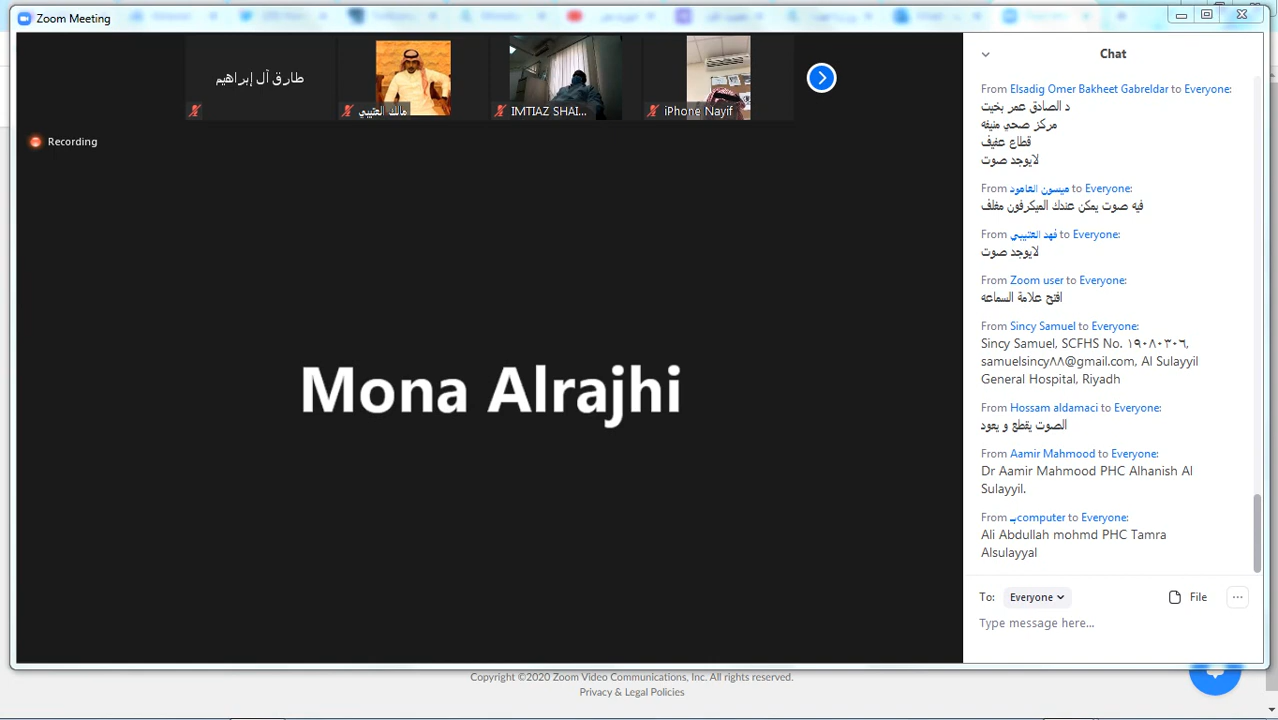 Zoom Meeting
طارق آل إبراهيم
مالك العتيبي
IMTIAZ SHAI...
iPhone Nayif
Recording
Mona Alrajhi
Chat
From Elsadig Omer Bakheet Gabreldar to Everyone:
د الصادق عمر بخيت
مركز صحي منيفه
قطاع عفيف
لايوجد صوت
From ميسون العامود to Everyone:
فيه صوت يمكن عندك الميكرفون مغلف
From فهد العتيبي to Everyone:
لايوجد صوت
From Zoom user to Everyone:
افتح علامة السماعه
From Sincy Samuel to Everyone:
Sincy Samuel, SCFHS No. ١٩٠٨٠٣٠٦,
samuelsincy٨٨@gmail.com, Al Sulayyil
General Hospital, Riyadh
From Hossam aldamaci to Everyone:
الصوت يقطع و يعود
From Aamir Mahmood to Everyone:
Dr Aamir Mahmood PHC Alhanish Al
Sulayyil.
From computer to Everyone:
Ali Abdullah mohmd PHC Tamra
Alsulayyal
To: Everyone
File
Type message here...
Copyright ©2020 Zoom Video Communications, Inc. All rights reserved.
Privacy & Legal Policies